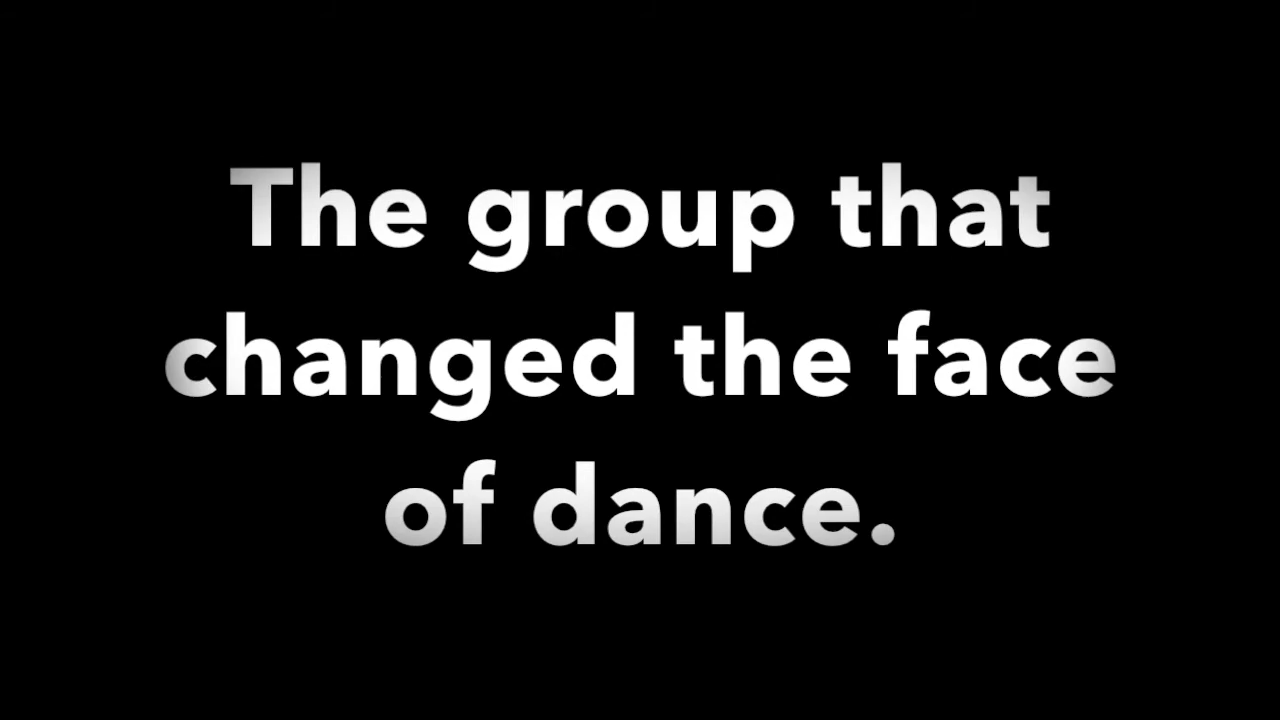 The group that
changed the face
of dance.